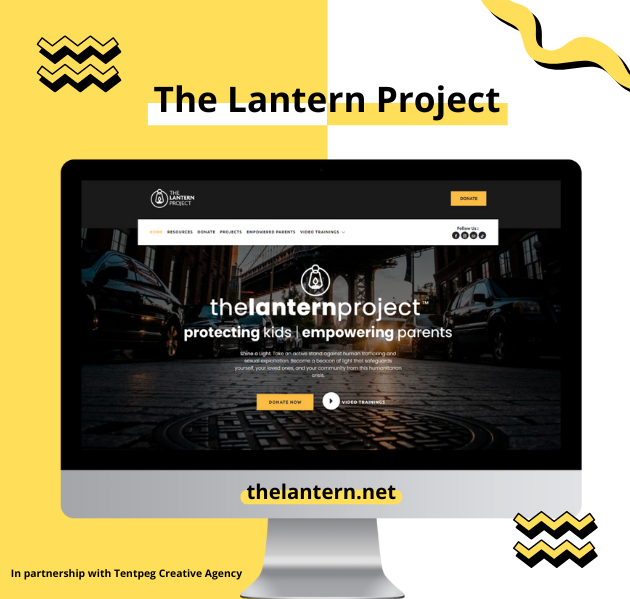 The Lantern Project
THE
LANTERN
PROJECT
DONATE
HOME RESOURCES DONATE PROJECTS EMPOWERED PARENTS VIDEO TRAININGS
Follow Us:
thelanternproject™
protecting kids | empowering parents
Shine a Light. Take an active stand against human trafficking and
sexual exploitation. Become a beacon of light that safeguards
yourself, your loved ones, and your community from this humanitarian
crisis.
DONATE NOW
VIDEO TRAININGS
thelantern.net
In partnership with Tentpeg Creative Agency